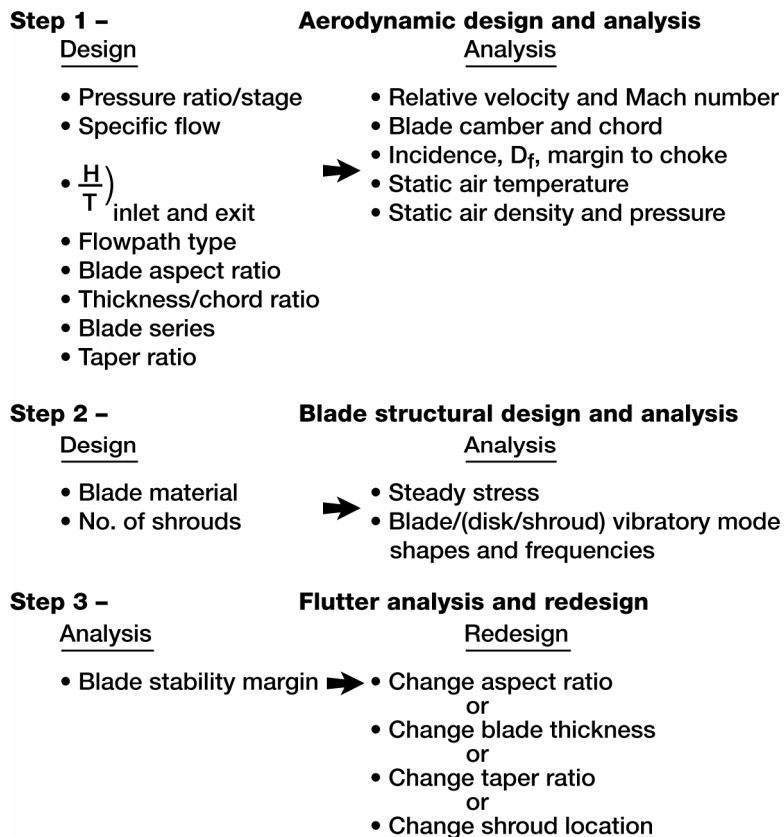 Step 1 – Aerodynamic design and analysis
Design Analysis
• Pressure ratio/stage
• Specific flow
• H/T)
inlet and exit
• Flowpath type
• Blade aspect ratio
• Thickness/chord ratio
• Blade series
• Taper ratio
• Relative velocity and Mach number
• Blade camber and chord
• Incidence, Df, margin to choke
• Static air temperature
• Static air density and pressure
Step 2 – Blade structural design and analysis
Design Analysis
• Blade material
• No. of shrouds
• Steady stress
• Blade/(disk/shroud) vibratory mode
shapes and frequencies
Step 3 – Flutter analysis and redesign
Analysis Redesign
• Blade stability margin
• Change aspect ratio
or
• Change blade thickness
or
• Change taper ratio
or
• Change shroud location